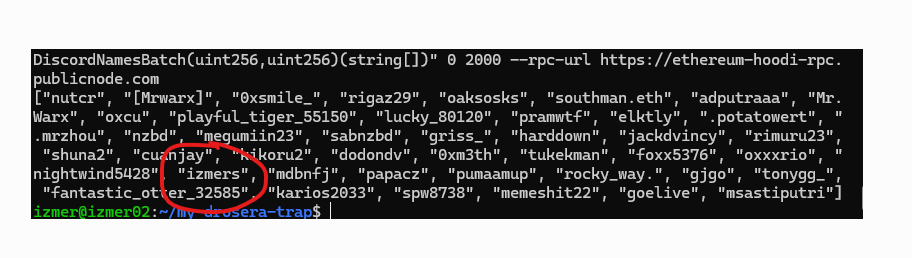 DiscordNamesBatch(uint256,uint256)(string[])" 0 2000 --rpc-url https://ethereum-hoodi-rpc.
publicnode.com
["nutcr", "[Mrwarx]", "0xsmile_", "rigaz29", "oaksosks", "southman.eth", "adputraaa", "Mr.
Warx", "oxcu", "playful_tiger_55150", "lucky_80120", "pramwtf", "elktly", ".potatowert", "
.mrzhou", "nzbd", "megumiin23", "sabnzbd", "griss_", "harddown", "jackdvincy", "rimuru23",
"shuna2", "cuanjay", "kikoru2", "dodondv", "0xm3th", "tukekman", "foxx5376", "oxxxrio", "
nightwind5428", "izmers", "mdbnfj", "papacz", "pumaamup", "rocky_way.", "gjgo", "tonygg_",
"fantastic_otter_32585", "karios2033", "spw8738", "memeshit22", "goelive", "msastiputri"]
izmer@izmer02:~/my-drosera-trap$